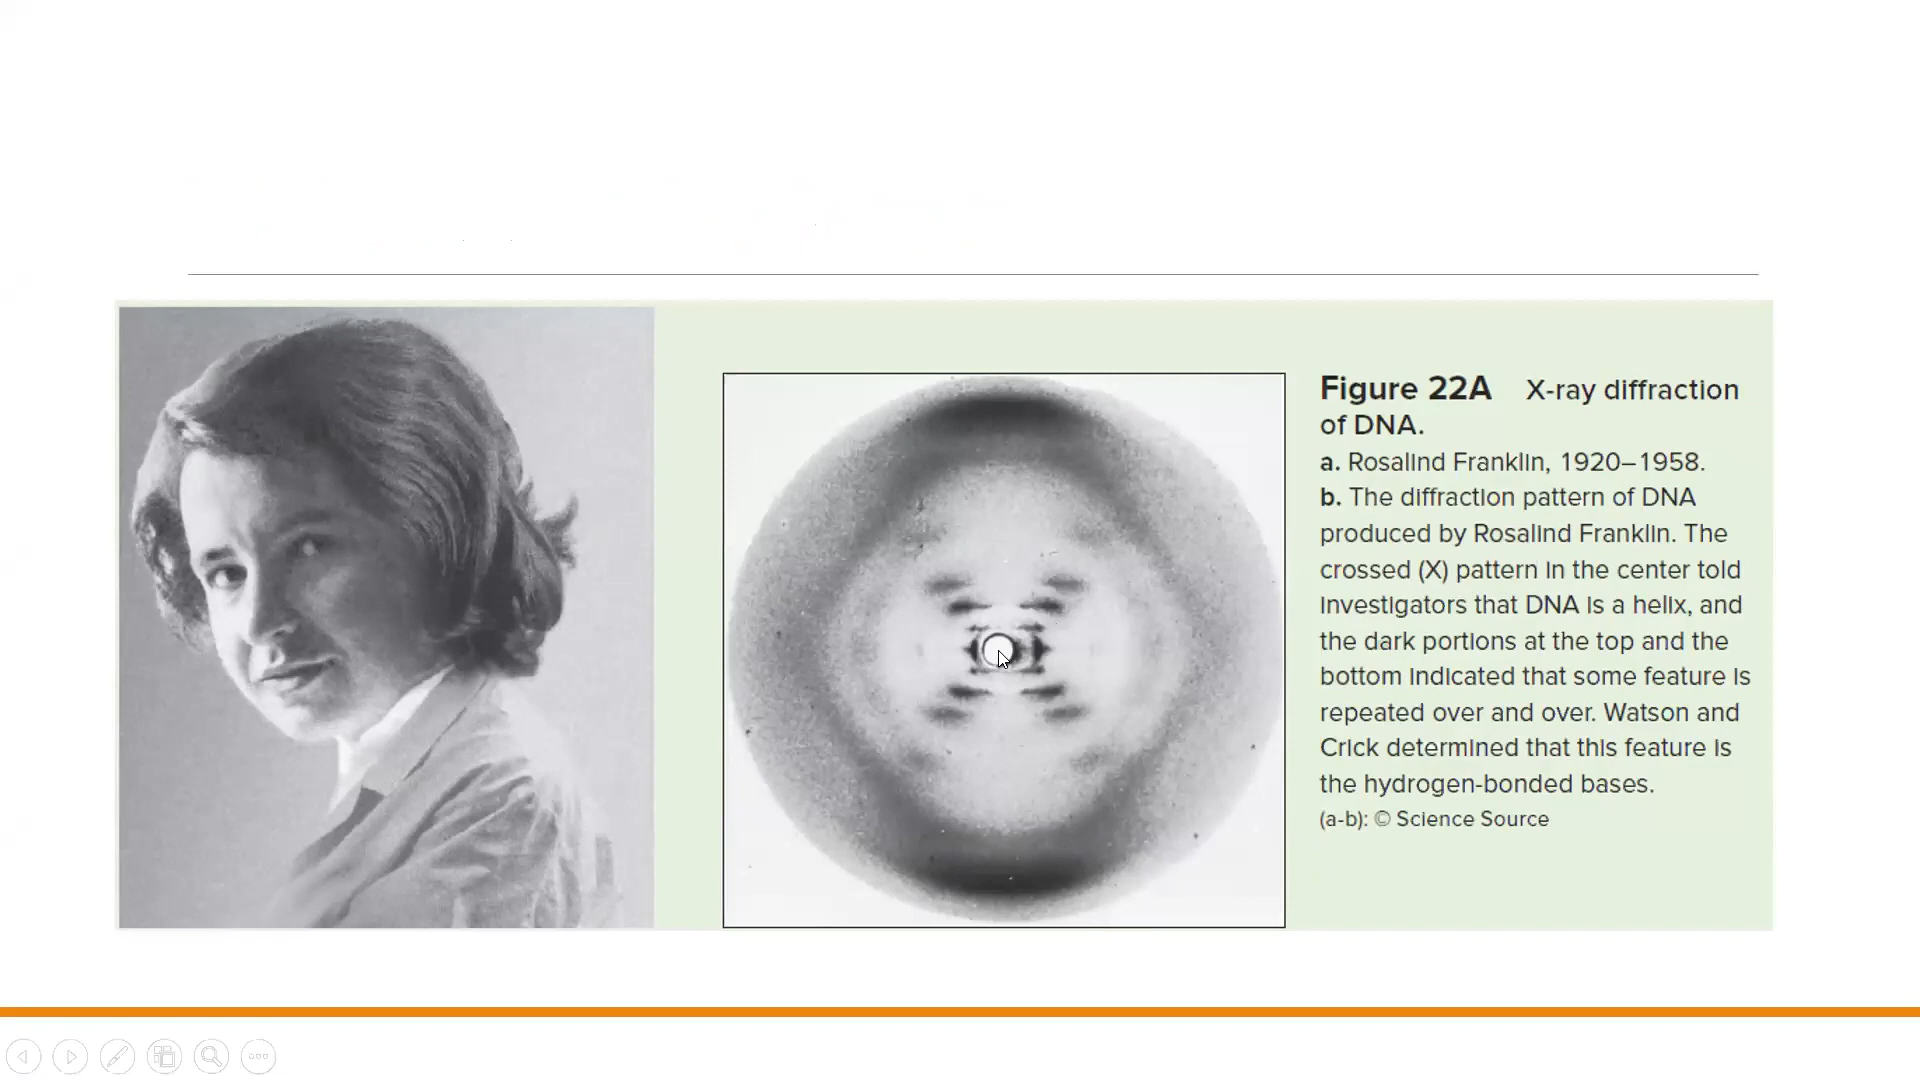 Figure 22A X-ray diffraction
of DNA.
a. Rosalind Franklin, 1920–1958.
b. The diffraction pattern of DNA
produced by Rosalind Franklin. The
crossed (X) pattern in the center told
investigators that DNA is a helix, and
the dark portions at the top and the
bottom indicated that some feature is
repeated over and over. Watson and
Crick determined that this feature is
the hydrogen-bonded bases.
(a-b): © Science Source